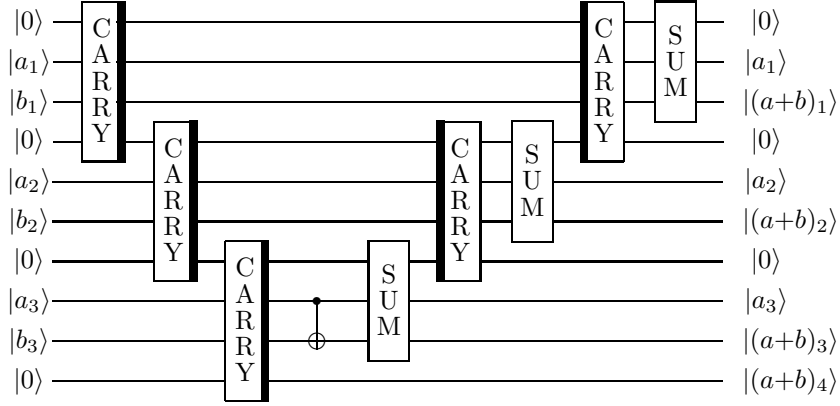 |0⟩ CARRY CARRY SUM |0⟩
|a₁⟩ |a₁⟩
|b₁⟩ |(a+b)₁⟩
|0⟩ CARRY CARRY SUM |0⟩
|a₂⟩ |a₂⟩
|b₂⟩ |(a+b)₂⟩
|0⟩ CARRY SUM |0⟩
|a₃⟩ |a₃⟩
|b₃⟩ |(a+b)₃⟩
|0⟩ |(a+b)₄⟩